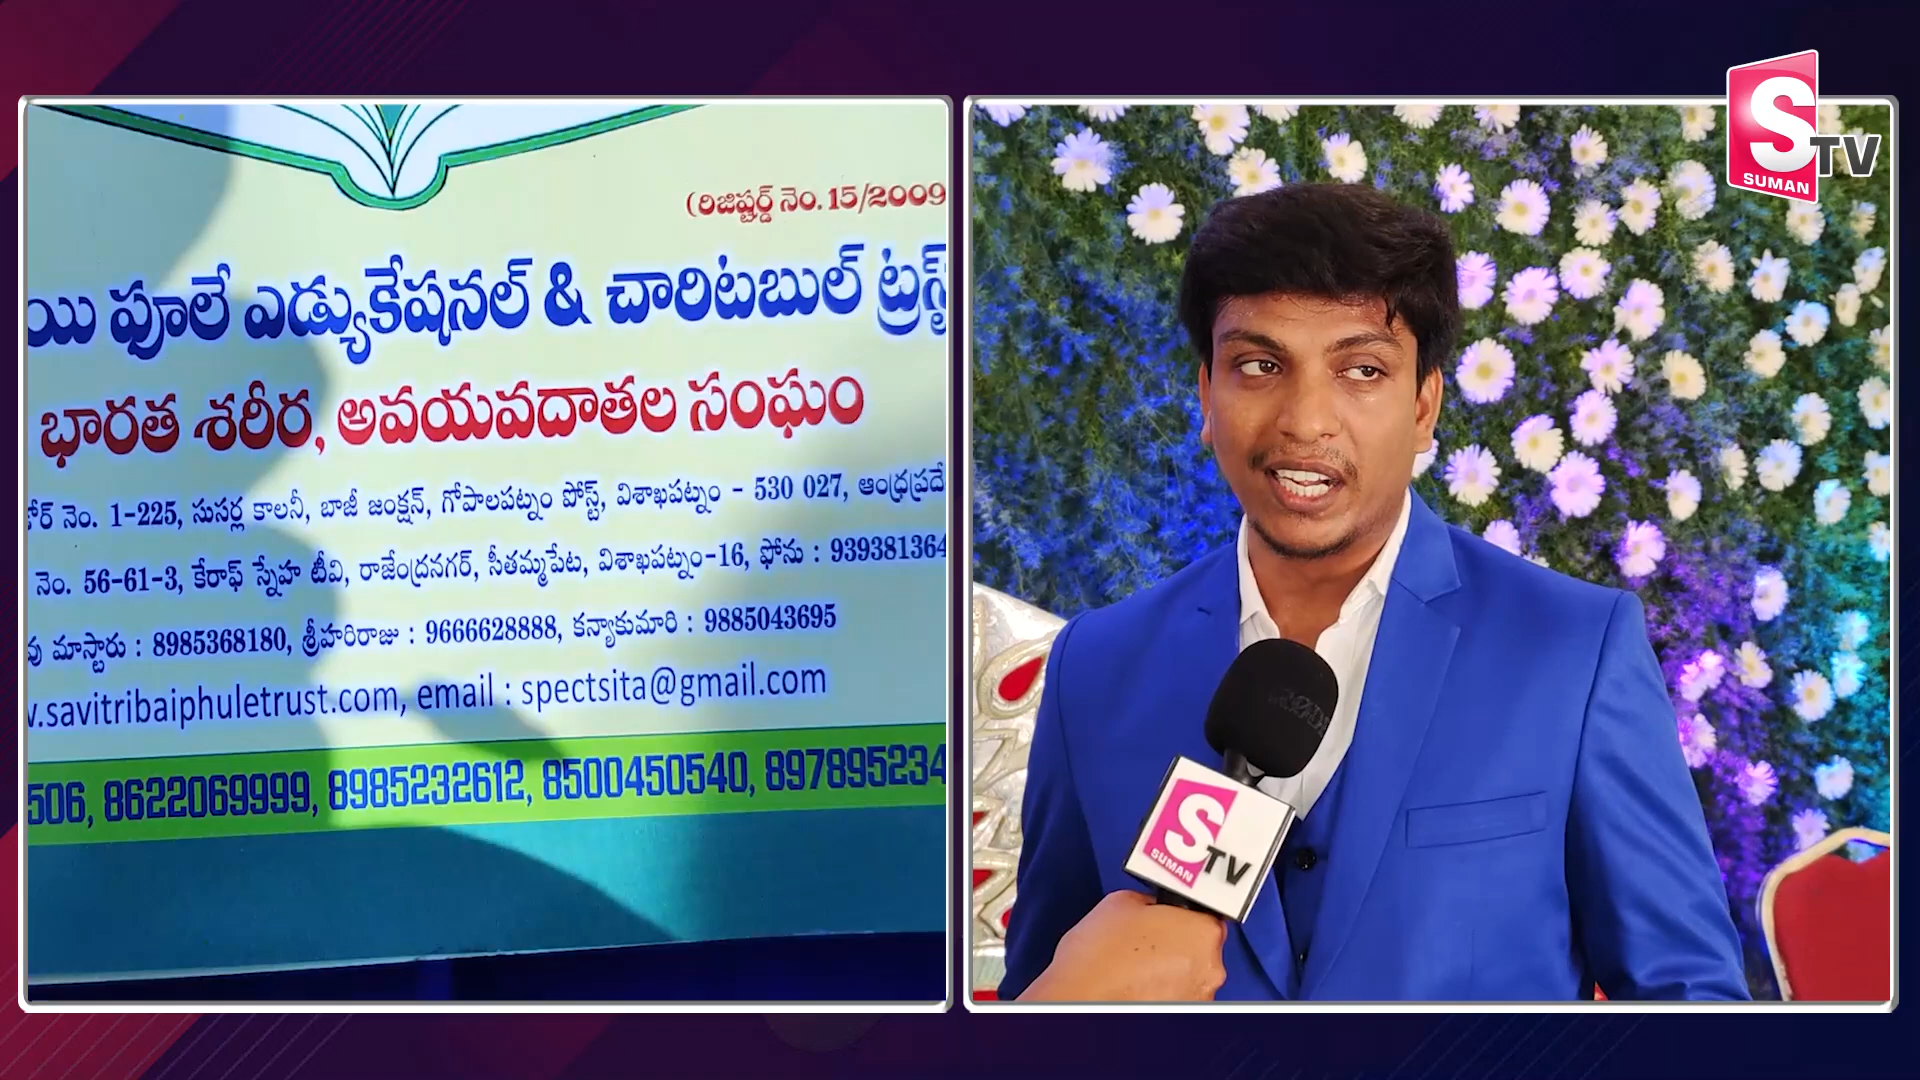 (రిజిష్టర్డ్ నెం. 15/2009
యి ఫూలే ఎడ్యుకేషనల్ & చారిటబుల్ ట్రస్ట్
భారత శరీర, అవయవదాతల సంఘం
నెం. 1-225, సుసర్ల కాలనీ, బాజీ జంక్షన్, గోపాలపట్నం పోస్ట్, విశాఖపట్నం - 530 027, ఆంధ్రప్రదే
నెం. 56-61-3, కేరాఫ్ స్నేహ టీవి, రాజేంద్రనగర్, సీతమ్మపేట, విశాఖపట్నం-16, ఫోను : 939381364
వు మాస్టారు : 8985368180, శ్రీహరిరాజు : 9666628888, కన్యాకుమారి : 9885043695
.savitribaiphuletrust.com, email : spectsita@gmail.com
506, 8622069999, 8985232612, 8500450540, 897895234
S TV
SUMAN
S TV
SUMAN